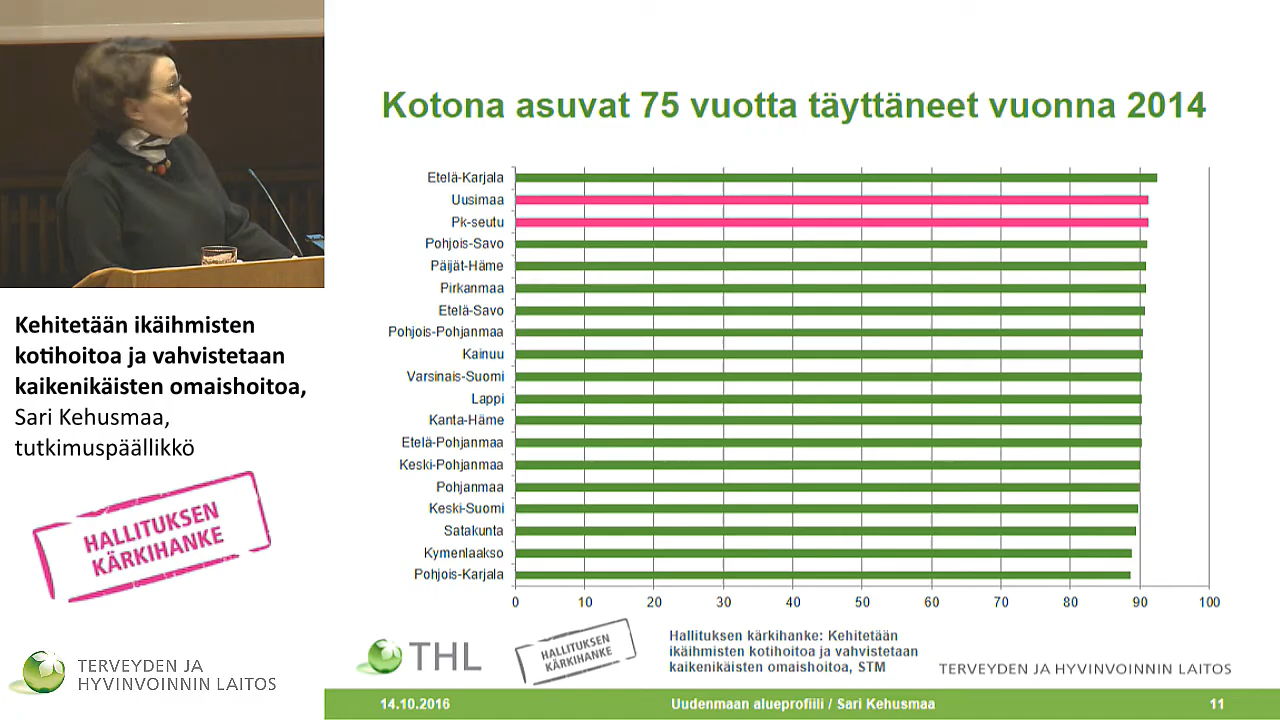 Kehitetään ikäihmisten
kotihoitoa ja vahvistetaan
kaikenikäisten omaishoitoa,
Sari Kehusmaa,
tutkimuspäällikkö
HALLITUKSEN
KÄRKIHANKE
TERVEYDEN JA
HYVINVOINNIN LAITOS
Kotona asuvat 75 vuotta täyttäneet vuonna 2014
Etelä-Karjala
Uusimaa
Pk-seutu
Pohjois-Savo
Päijät-Häme
Pirkanmaa
Etelä-Savo
Pohjois-Pohjanmaa
Kainuu
Varsinais-Suomi
Lappi
Kanta-Häme
Etelä-Pohjanmaa
Keski-Pohjanmaa
Pohjanmaa
Keski-Suomi
Satakunta
Kymenlaakso
Pohjois-Karjala
0 10 20 30 40 50 60 70 80 90 100
THL
HALLITUKSEN
KÄRKIHANKE
Hallituksen kärkihanke: Kehitetään
ikäihmisten kotihoitoa ja vahvistetaan
kaikenikäisten omaishoitoa, STM
TERVEYDEN JA HYVINVOINNIN LAITOS
14.10.2016 Uudenmaan alueprofiili / Sari Kehusmaa 11